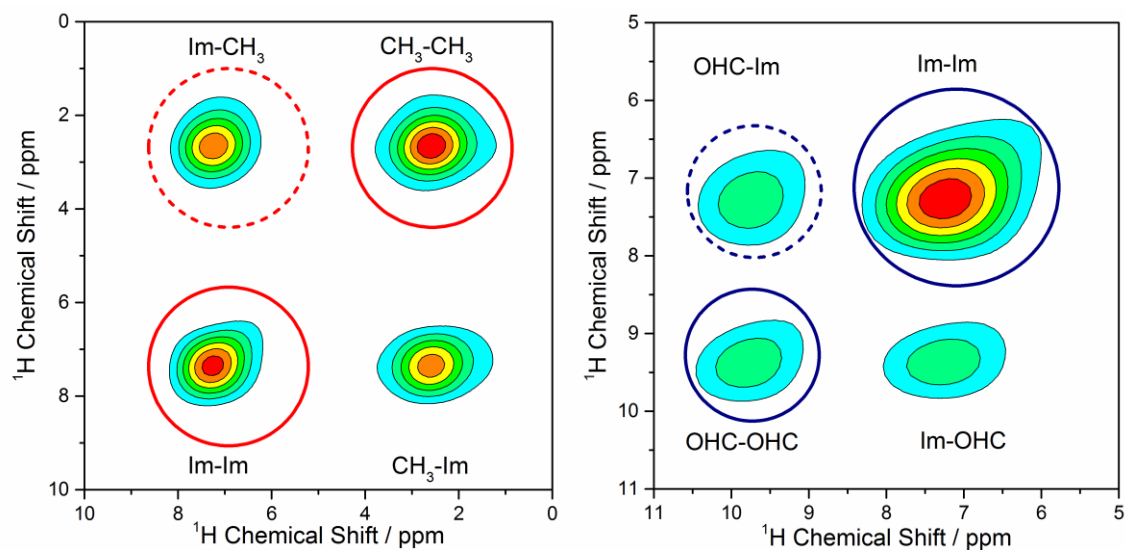 Im-CH₃ CH₃-CH₃
0
2
4
6
8
10
¹H Chemical Shift / ppm
Im-Im CH₃-Im
10 8 6 4 2 0
¹H Chemical Shift / ppm
OHC-Im Im-Im
5
6
7
8
9
10
11
¹H Chemical Shift / ppm
OHC-OHC Im-OHC
11 10 9 8 7 6 5
¹H Chemical Shift / ppm